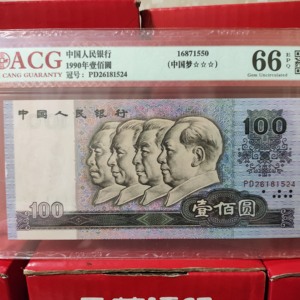 ACG
CANG GUARANTY
中国人民银行
1990年壹佰圆
冠号：PD26181524
16871550
(中国梦☆☆☆)
66
EPQ
Gem Uncirculated
中国人民银行
100
PD26181524
100
壹佰圆